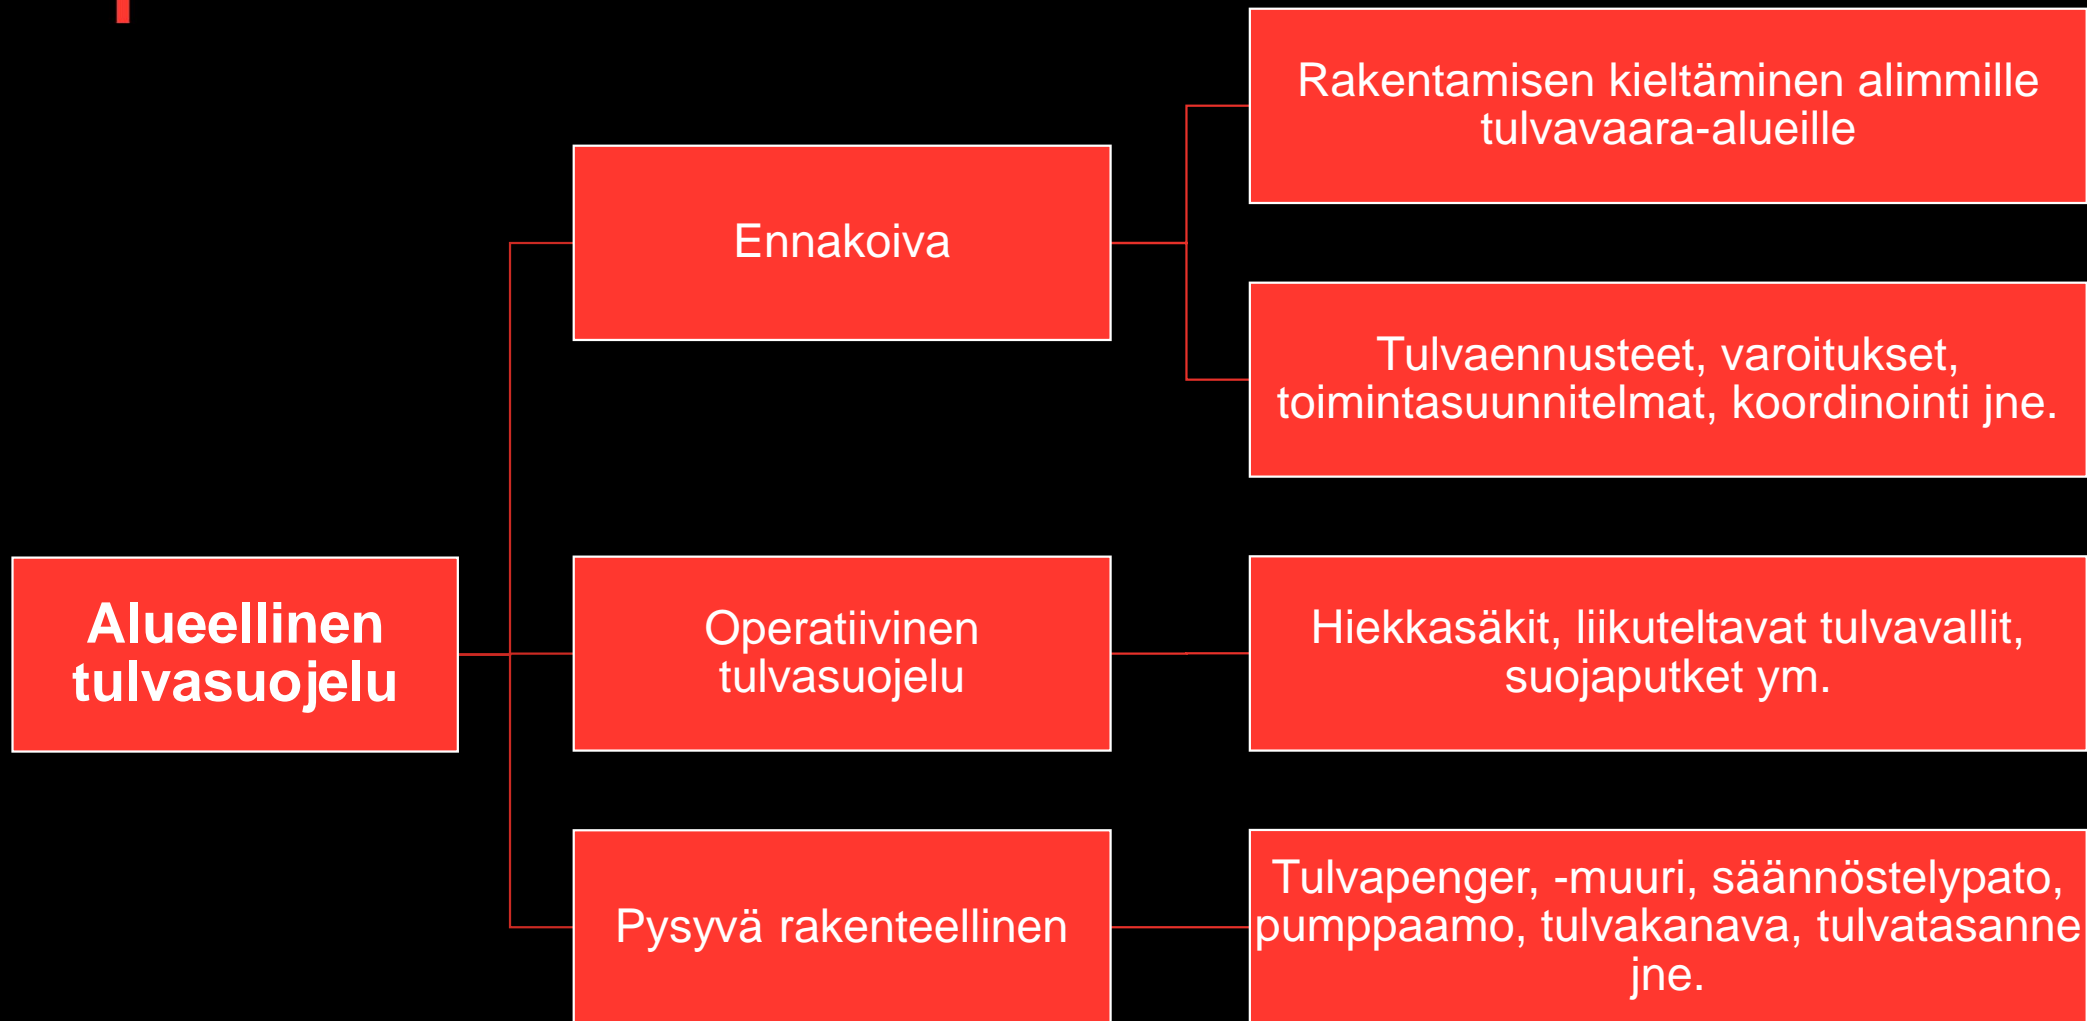 Rakentamisen kieltäminen alimmille
tulvavaara-alueille
Ennakoiva
Tulvaennusteet, varoitukset,
toimintasuunnitelmat, koordinointi jne.
Alueellinen
tulvasuojelu
Operatiivinen
tulvasuojelu
Hiekkasäkit, liikuteltavat tulvavallit,
suojaputket ym.
Pysyvä rakenteellinen
Tulvapenger, -muuri, säännöstelypato,
pumppaamo, tulvakanava, tulvatasanne
jne.